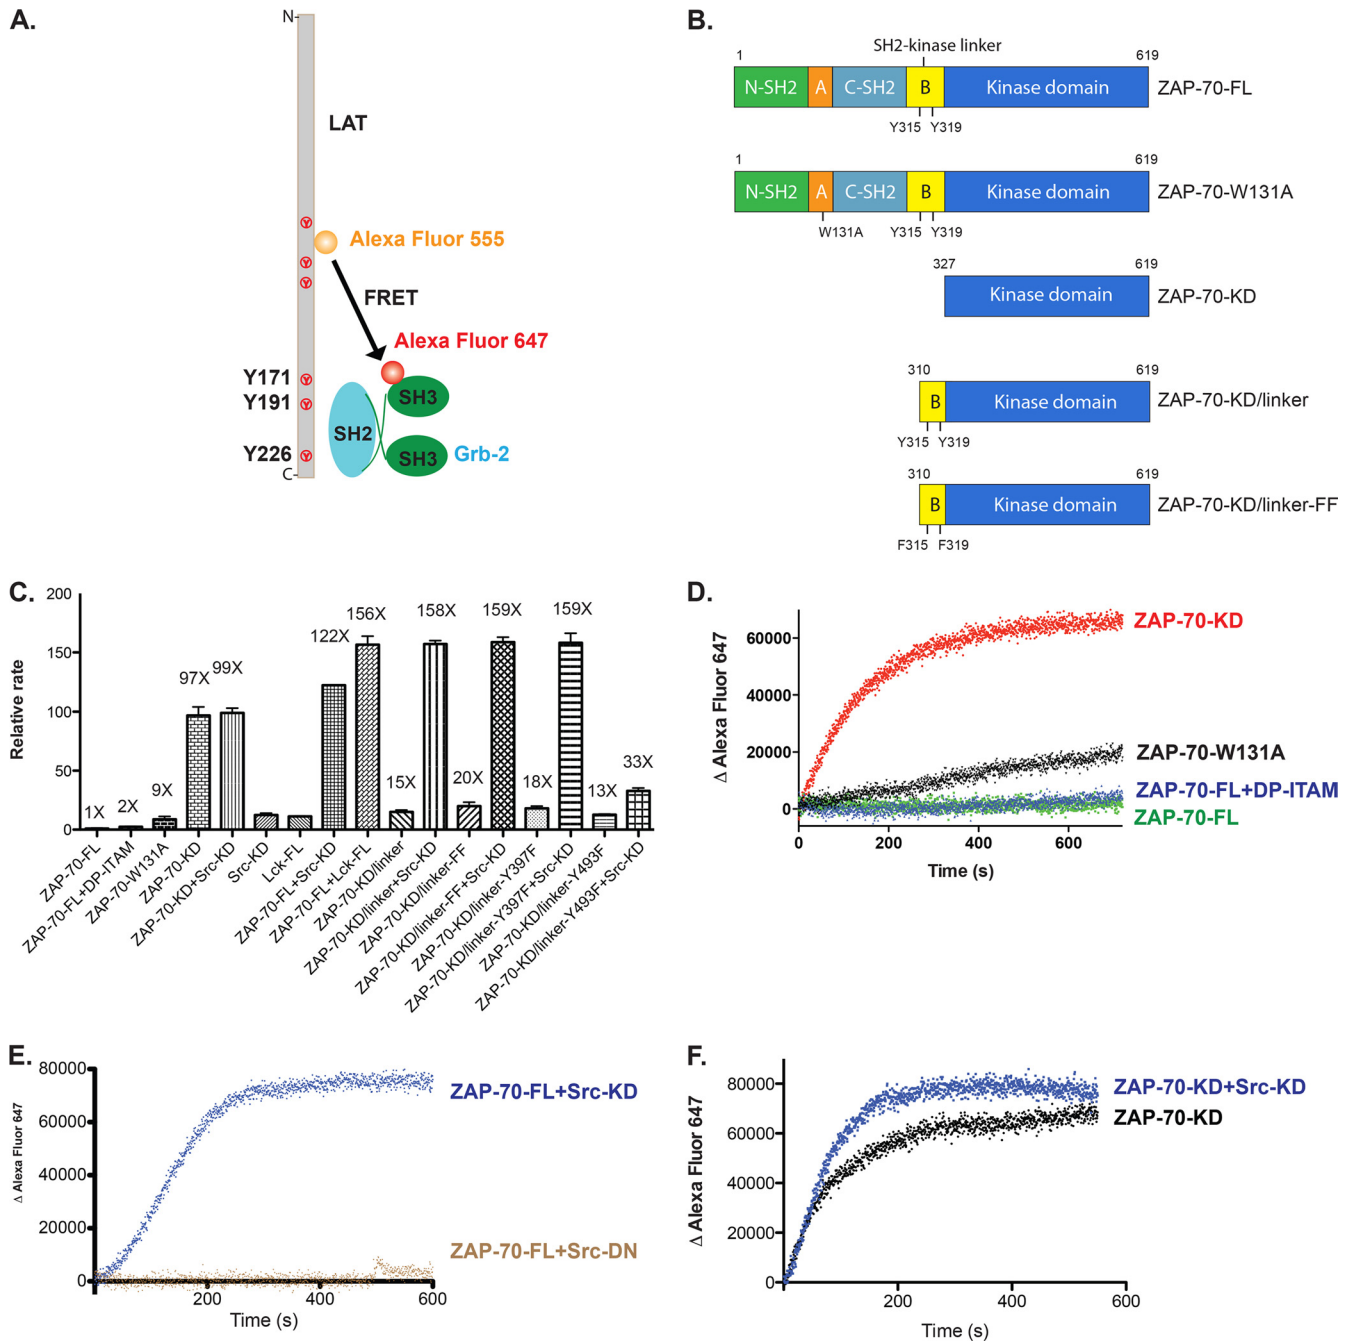 A.
N-
LAT
Y
Alexa Fluor 555
Y
Y
FRET
Alexa Fluor 647
Y171
Y
SH3
Y191
Y
SH2
Y226
Y
SH3
Grb-2
C-
B.
SH2-kinase linker
1
619
N-SH2
A
C-SH2
B
Kinase domain
ZAP-70-FL
Y315
Y319
1
619
N-SH2
A
C-SH2
B
Kinase domain
ZAP-70-W131A
W131A
Y315
Y319
327
619
Kinase domain
ZAP-70-KD
310
619
B
Kinase domain
ZAP-70-KD/linker
Y315
Y319
310
619
B
Kinase domain
ZAP-70-KD/linker-FF
F315
F319
C.
Relative rate
200
150
100
50
0
1X
2X
9X
97X
99X
122X
156X
15X
158X
20X
159X
18X
159X
13X
33X
ZAP-70-FL
ZAP-70-FL+DP-ITAM
ZAP-70-W131A
ZAP-70-KD
ZAP-70-KD+Src-KD
Src-KD
Lck-FL
ZAP-70-FL+Src-KD
ZAP-70-FL+Lck-FL
ZAP-70-KD/linker
ZAP-70-KD/linker+Src-KD
ZAP-70-KD/linker-FF
ZAP-70-KD/linker-FF+Src-KD
ZAP-70-KD/linker-Y397F
ZAP-70-KD/linker-Y397F+Src-KD
ZAP-70-KD/linker-Y493F
ZAP-70-KD/linker-Y493F+Src-KD
D.
Δ Alexa Fluor 647
60000
40000
20000
0
0
200
400
600
Time (s)
ZAP-70-KD
ZAP-70-W131A
ZAP-70-FL+DP-ITAM
ZAP-70-FL
E.
Δ Alexa Fluor 647
80000
60000
40000
20000
0
200
400
600
Time (s)
ZAP-70-FL+Src-KD
ZAP-70-FL+Src-DN
F.
Δ Alexa Fluor 647
80000
60000
40000
20000
0
0
200
400
600
Time (s)
ZAP-70-KD+Src-KD
ZAP-70-KD